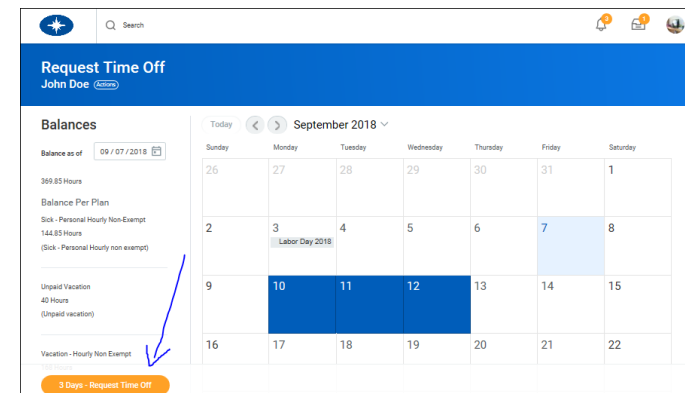 Search
3
1
Request Time Off
John Doe Actions
Balances
Balance as of 09 / 07 / 2018
369.85 Hours
Balance Per Plan
Sick - Personal Hourly Non-Exempt
144.85 Hours
(Sick - Personal Hourly non exempt)
Unpaid Vacation
40 Hours
(Unpaid vacation)
Vacation - Hourly Non Exempt
3 Days - Request Time Off
Today September 2018
Sunday Monday Tuesday Wednesday Thursday Friday Saturday
26 27 28 29 30 31 1
2 3 4 5 6 7 8
Labor Day 2018
9 10 11 12 13 14 15
16 17 18 19 20 21 22